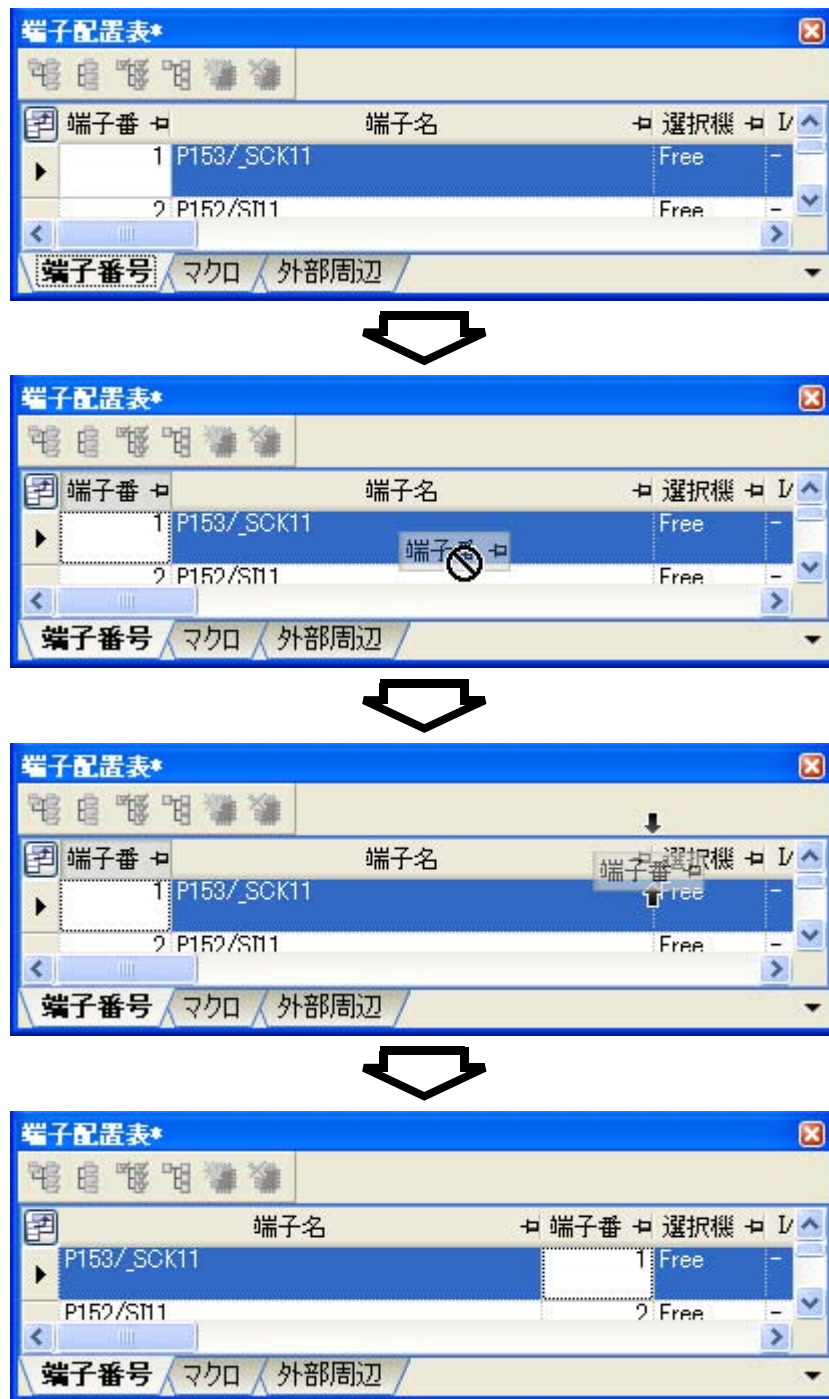 端子配置表*
端子番 端子名 選択機
1 P153/_SCK11 Free -
2 P152/SI11 Free -
端子番号 マクロ 外部周辺
端子配置表*
端子番 端子名 選択機
1 P153/_SCK11 Free -
端子番
2 P152/SI11 Free -
端子番号 マクロ 外部周辺
端子配置表*
端子番 端子名 選択機
端子番
1 P153/_SCK11 Free -
2 P152/SI11 Free -
端子番号 マクロ 外部周辺
端子配置表*
端子名 端子番 選択機
P153/_SCK11 1 Free -
P152/SI11 2 Free -
端子番号 マクロ 外部周辺